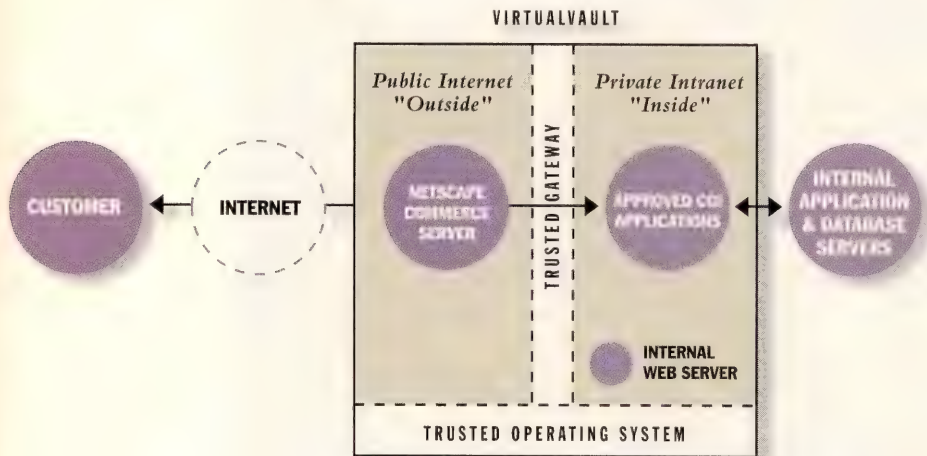 VIRTUALVAULT
Public Internet
"Outside"
Private Intranet
"Inside"
CUSTOMER
INTERNET
NETSCAPE
COMMERCE
SERVER
TRUSTED GATEWAY
APPROVED CGI
APPLICATIONS
INTERNAL
APPLICATION
& DATABASE
SERVERS
INTERNAL
WEB SERVER
TRUSTED OPERATING SYSTEM